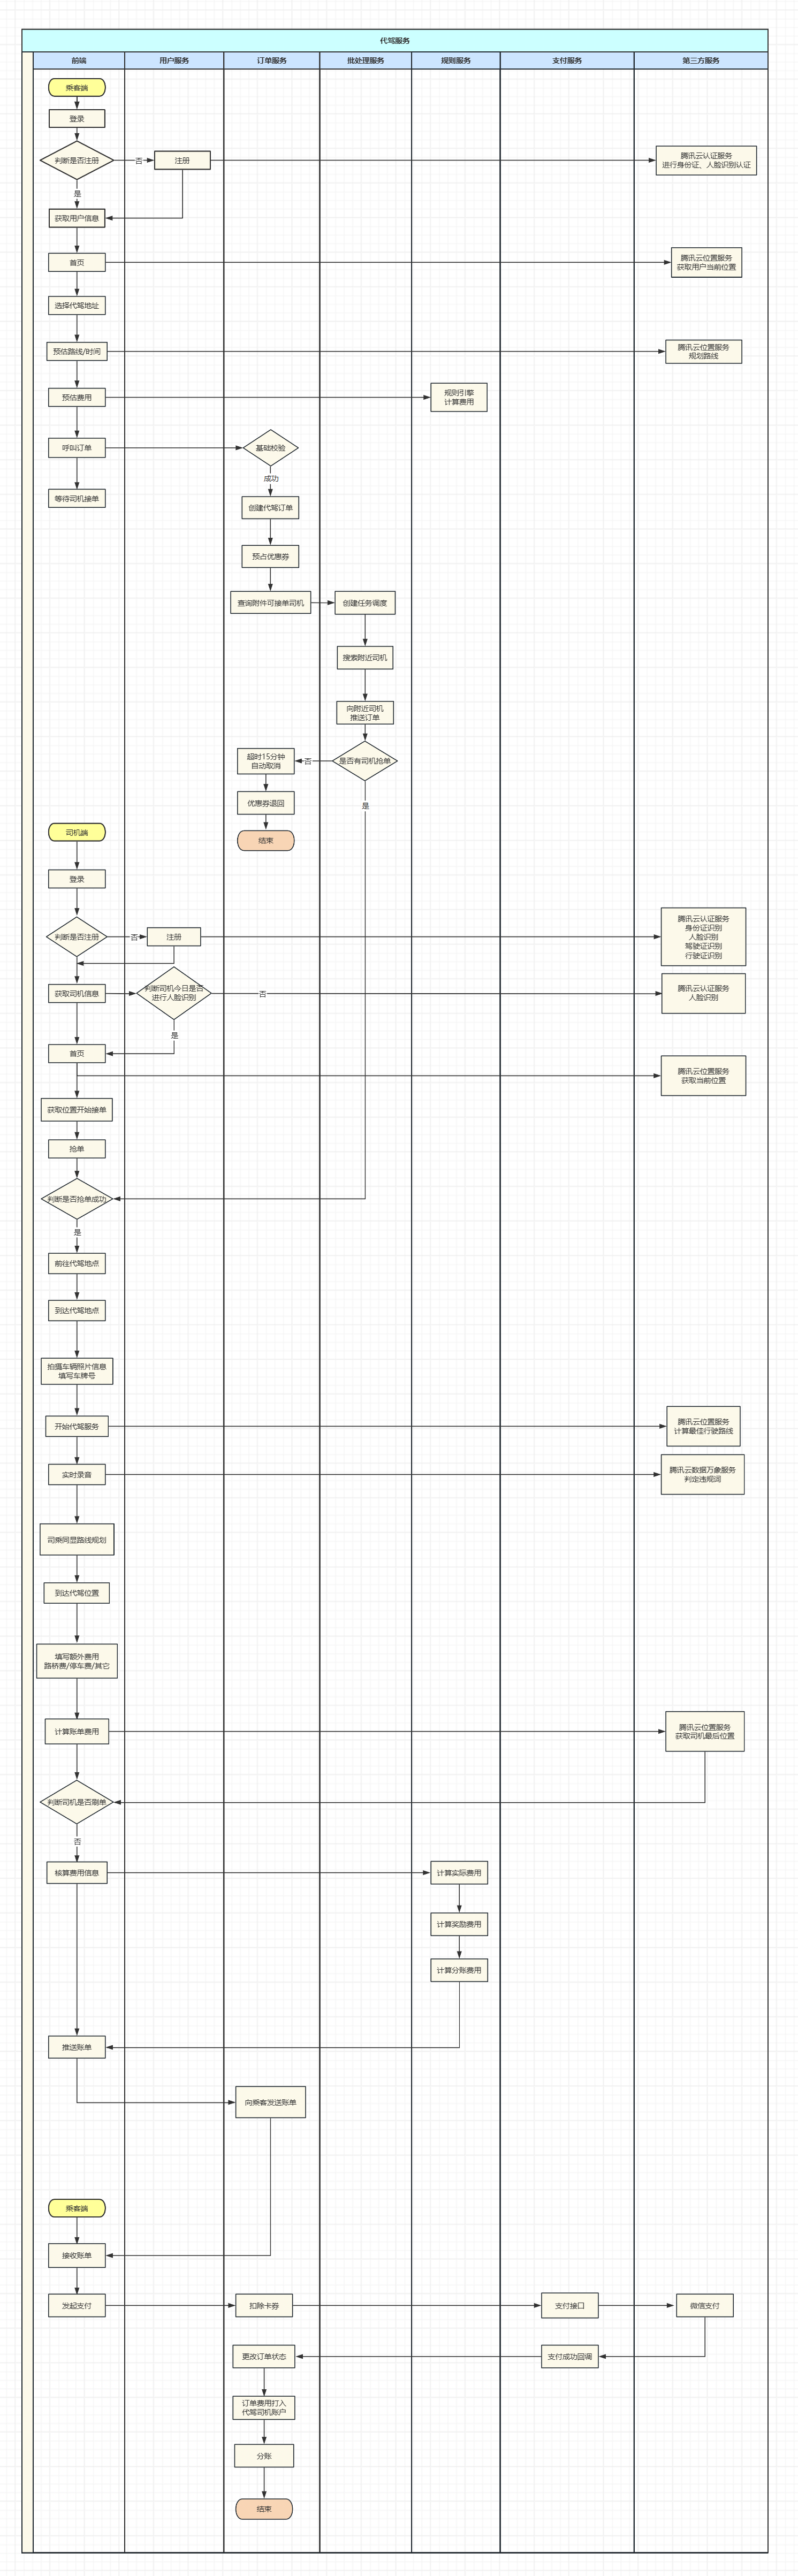 代驾服务
前端
用户服务
订单服务
批处理服务
规则服务
支付服务
第三方服务
乘客端
登录
判断是否注册
否
注册
腾讯云认证服务
进行身份证、人脸识别认证
是
获取用户信息
首页
腾讯云位置服务
获取用户当前位置
选择代驾地址
预估路线/时间
腾讯云位置服务
规划路线
预估费用
规则引擎
计算费用
呼叫订单
基础校验
成功
等待司机接单
创建代驾订单
预占优惠券
查询附件可接单司机
创建任务调度
搜索附近司机
向附近司机
推送订单
是否有司机抢单
否
超时15分钟
自动取消
是
优惠券退回
结束
司机端
登录
判断是否注册
否
注册
腾讯云认证服务
身份证识别
人脸识别
驾驶证识别
行驶证识别
获取司机信息
判断司机今日是否
进行人脸识别
否
腾讯云认证服务
人脸识别
是
首页
腾讯云位置服务
获取当前位置
获取位置开始接单
抢单
判断是否抢单成功
是
前往代驾地点
到达代驾地点
拍摄车辆照片信息
填写车牌号
开始代驾服务
腾讯云位置服务
计算最佳行驶路线
实时录音
腾讯云数据万象服务
判定违规词
司乘同显路线规划
到达代驾位置
填写额外费用
路桥费/停车费/其它
计算账单费用
腾讯云位置服务
获取司机最后位置
判断司机是否刷单
否
核算费用信息
计算实际费用
计算奖励费用
计算分账费用
推送账单
向乘客发送账单
乘客端
接收账单
发起支付
扣除卡券
支付接口
微信支付
更改订单状态
支付成功回调
订单费用打入
代驾司机账户
分账
结束